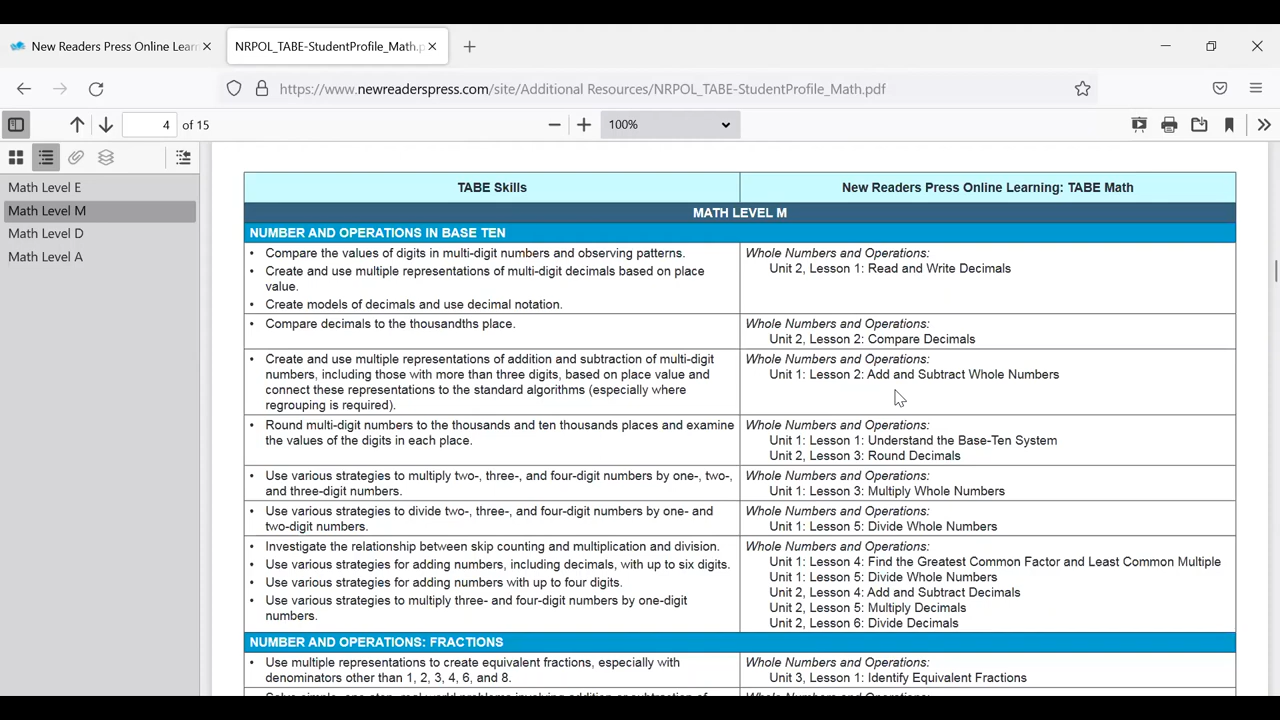 New Readers Press Online Lear
NRPOL_TABE-StudentProfile_Math.p
https://www.newreaderspress.com/site/Additional Resources/NRPOL_TABE-StudentProfile_Math.pdf
4 of 15
100%
Math Level E
Math Level M
Math Level D
Math Level A
TABE Skills
New Readers Press Online Learning: TABE Math
MATH LEVEL M
NUMBER AND OPERATIONS IN BASE TEN
• Compare the values of digits in multi-digit numbers and observing patterns.
• Create and use multiple representations of multi-digit decimals based on place
value.
• Create models of decimals and use decimal notation.
Whole Numbers and Operations:
Unit 2, Lesson 1: Read and Write Decimals
• Compare decimals to the thousandths place.
Whole Numbers and Operations:
Unit 2, Lesson 2: Compare Decimals
• Create and use multiple representations of addition and subtraction of multi-digit
numbers, including those with more than three digits, based on place value and
connect these representations to the standard algorithms (especially where
regrouping is required).
Whole Numbers and Operations:
Unit 1: Lesson 2: Add and Subtract Whole Numbers
• Round multi-digit numbers to the thousands and ten thousands places and examine
the values of the digits in each place.
Whole Numbers and Operations:
Unit 1: Lesson 1: Understand the Base-Ten System
Unit 2, Lesson 3: Round Decimals
• Use various strategies to multiply two-, three-, and four-digit numbers by one-, two-,
and three-digit numbers.
Whole Numbers and Operations:
Unit 1: Lesson 3: Multiply Whole Numbers
• Use various strategies to divide two-, three-, and four-digit numbers by one- and
two-digit numbers.
Whole Numbers and Operations:
Unit 1: Lesson 5: Divide Whole Numbers
• Investigate the relationship between skip counting and multiplication and division.
• Use various strategies for adding numbers, including decimals, with up to six digits.
• Use various strategies for adding numbers with up to four digits.
• Use various strategies to multiply three- and four-digit numbers by one-digit
numbers.
Whole Numbers and Operations:
Unit 1: Lesson 4: Find the Greatest Common Factor and Least Common Multiple
Unit 1: Lesson 5: Divide Whole Numbers
Unit 2, Lesson 4: Add and Subtract Decimals
Unit 2, Lesson 5: Multiply Decimals
Unit 2, Lesson 6: Divide Decimals
NUMBER AND OPERATIONS: FRACTIONS
• Use multiple representations to create equivalent fractions, especially with
denominators other than 1, 2, 3, 4, 6, and 8.
Whole Numbers and Operations:
Unit 3, Lesson 1: Identify Equivalent Fractions